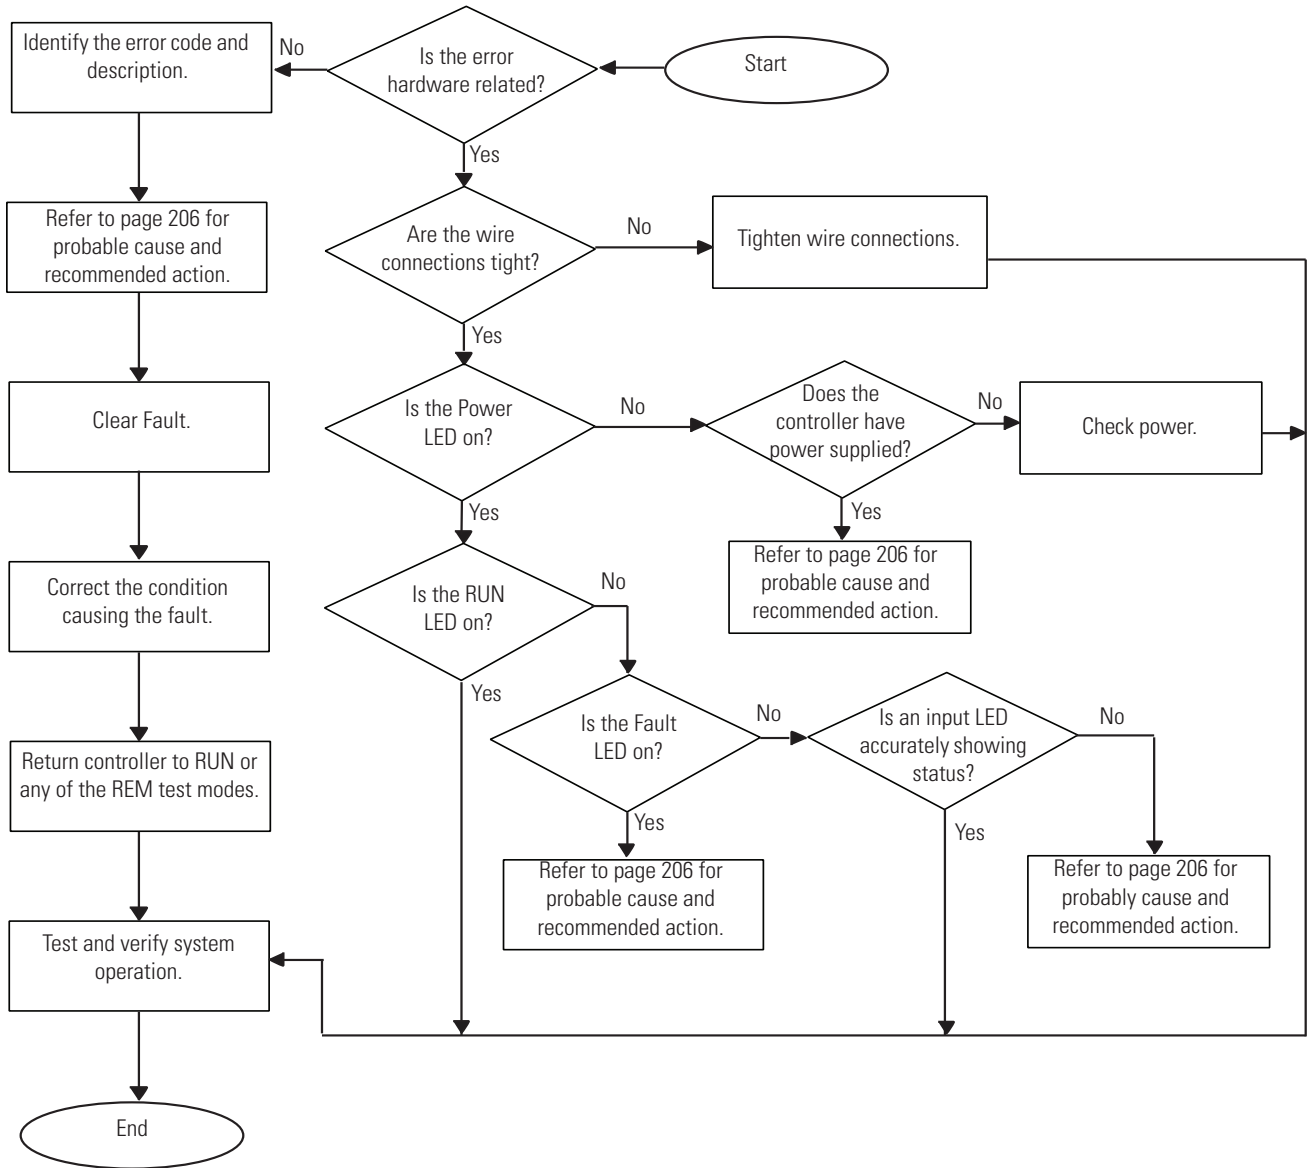 Start
Is the error
hardware related?
No
Identify the error code and
description.
Yes
Refer to page 206 for
probable cause and
recommended action.
Are the wire
connections tight?
No
Tighten wire connections.
Yes
Clear Fault.
Is the Power
LED on?
No
Does the
controller have
power supplied?
No
Check power.
Yes
Yes
Refer to page 206 for
probable cause and
recommended action.
Correct the condition
causing the fault.
Is the RUN
LED on?
No
Yes
Is the Fault
LED on?
No
Is an input LED
accurately showing
status?
No
Return controller to RUN or
any of the REM test modes.
Yes
Yes
Refer to page 206 for
probable cause and
recommended action.
Refer to page 206 for
probably cause and
recommended action.
Test and verify system
operation.
End